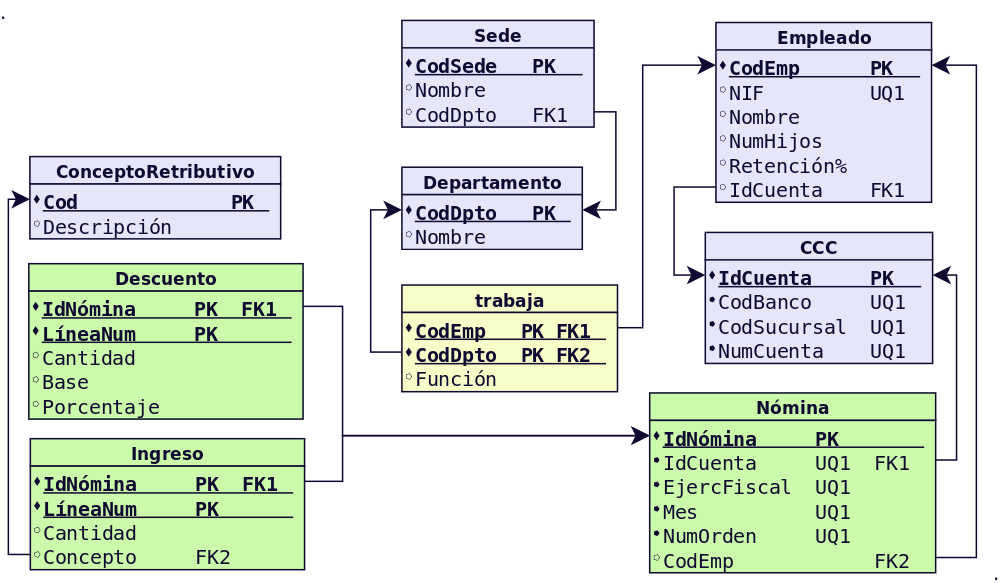 Sede
CodSede PK
Nombre
CodDpto FK1
Empleado
CodEmp PK
NIF UQ1
Nombre
NumHijos
Retención%
IdCuenta FK1
ConceptoRetributivo
Cod PK
Descripción
Departamento
CodDpto PK
Nombre
CCC
IdCuenta PK
CodBanco UQ1
CodSucursal UQ1
NumCuenta UQ1
Descuento
IdNómina PK FK1
LíneaNum PK
Cantidad
Base
Porcentaje
trabaja
CodEmp PK FK1
CodDpto PK FK2
Función
Ingreso
IdNómina PK FK1
LíneaNum PK
Cantidad
Concepto FK2
Nómina
IdNómina PK
IdCuenta UQ1 FK1
EjercFiscal UQ1
Mes UQ1
NumOrden UQ1
CodEmp FK2